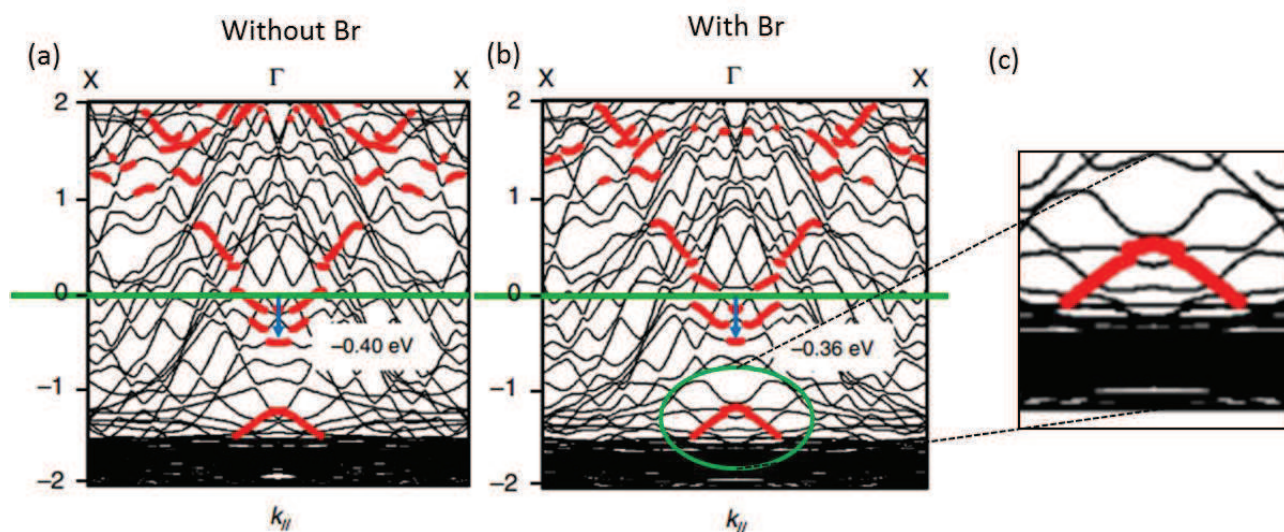 Without Br
With Br
(a)
(b)
(c)
X Γ X
X Γ X
2
1
0
−1
−2
2
1
0
−1
−2
−0.40 eV
−0.36 eV
k//
k//